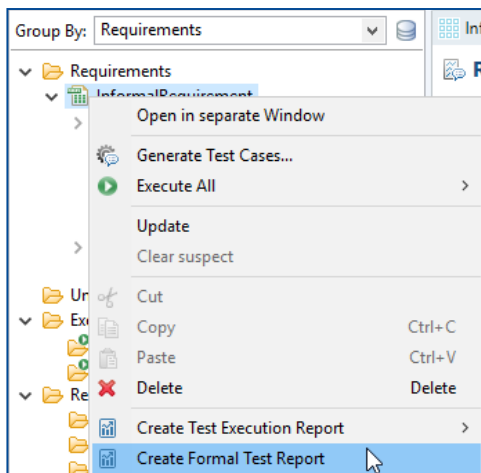 Group By: Requirements
Requirements
InformalRequirement
Open in separate Window
Generate Test Cases...
Execute All
Update
Clear suspect
Cut
Copy Ctrl+C
Paste Ctrl+V
Delete Delete
Create Test Execution Report
Create Formal Test Report